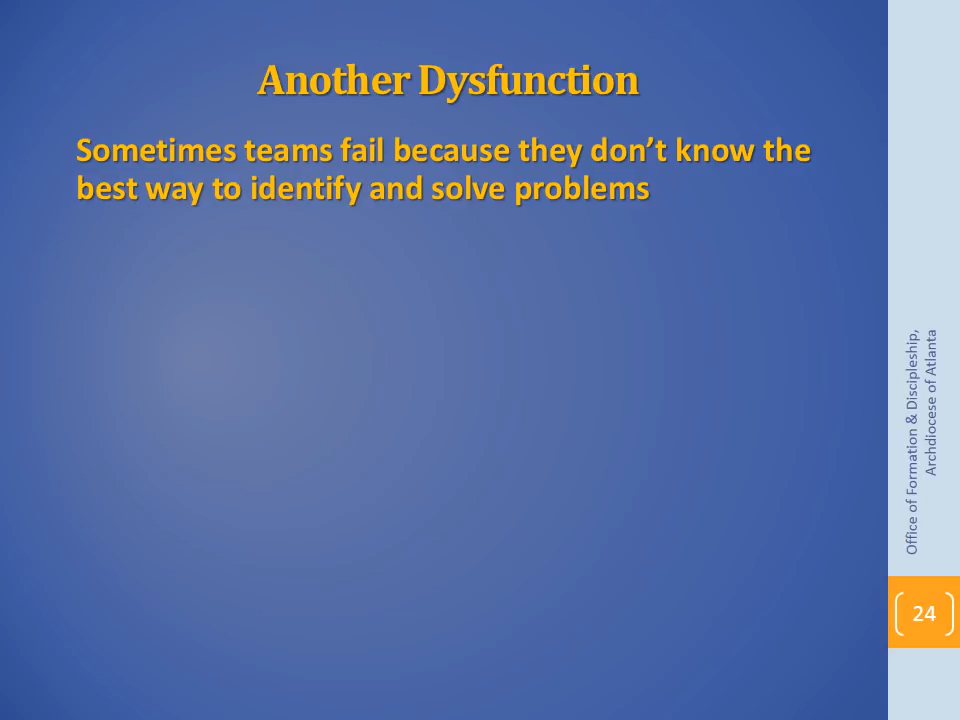 Another Dysfunction
Sometimes teams fail because they don’t know the
best way to identify and solve problems
Office of Formation & Discipleship,
Archdiocese of Atlanta
24